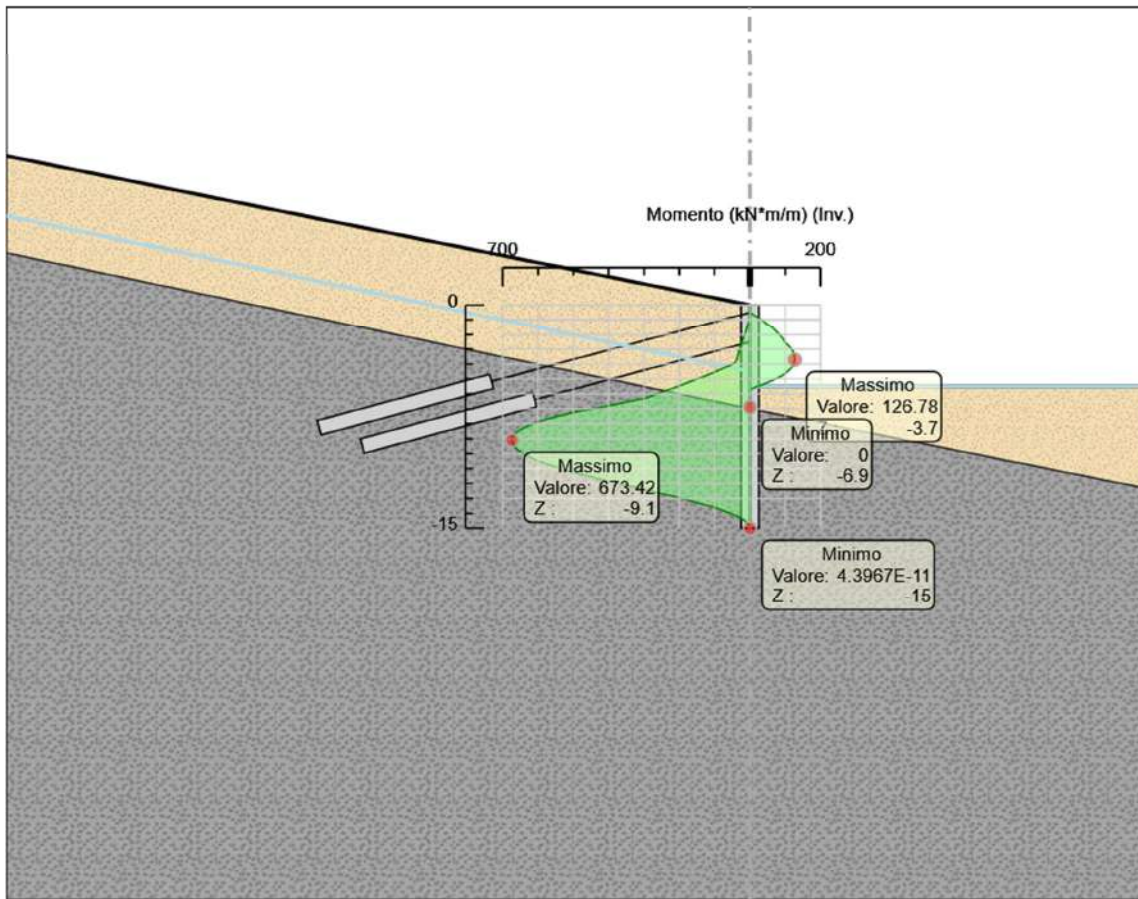 Momento (kN*m/m) (Inv.)
700
200
0
Massimo
Valore: 126.78
-3.7
Minimo
Valore: 0
Z : -6.9
Massimo
Valore: 673.42
Z : -9.1
-15
Minimo
Valore: 4.3967E-11
Z : -15